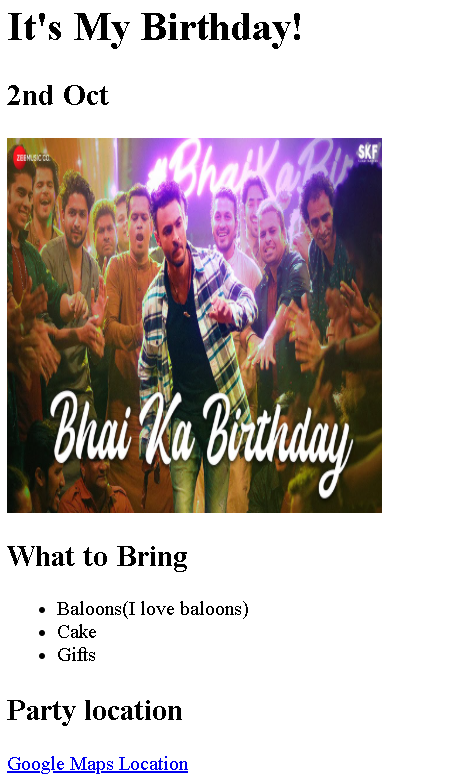 It's My Birthday!
2nd Oct
ZEE MUSIC CO.
#BhaiKaBir
SKF
Bhai Ka Birthday
What to Bring
Baloons(I love baloons)
Cake
Gifts
Party location
Google Maps Location